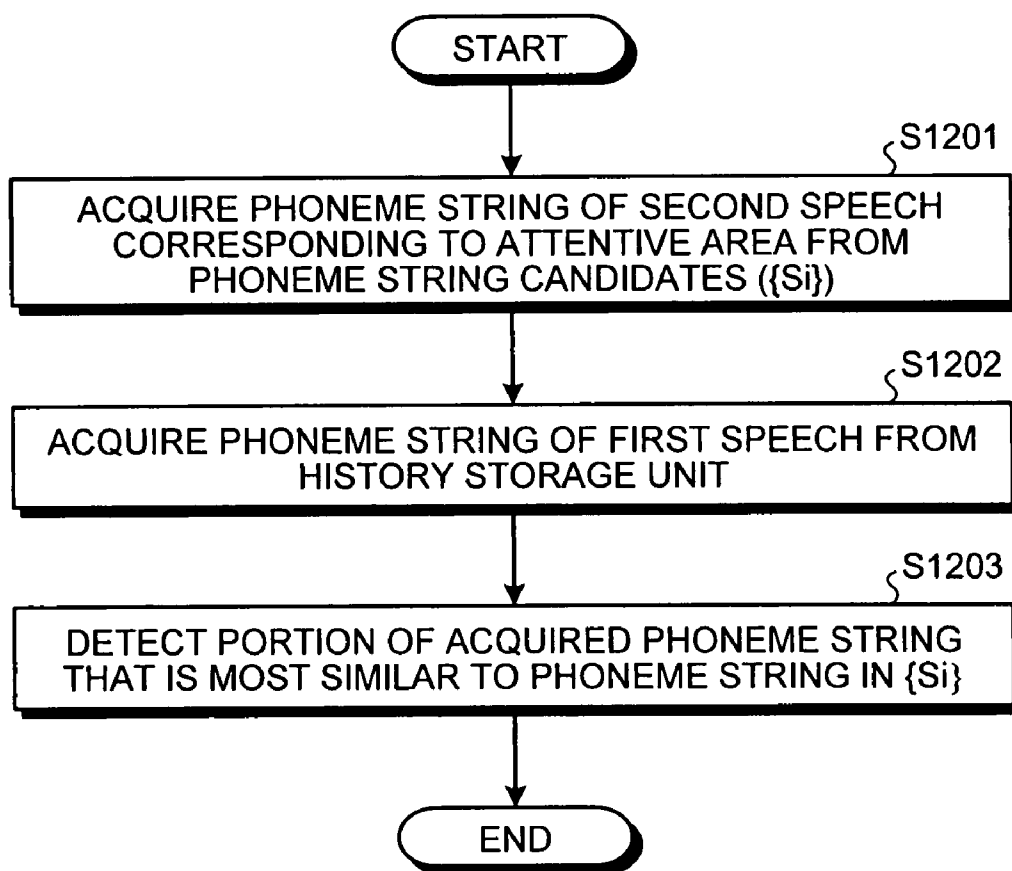 START
S1201
ACQUIRE PHONEME STRING OF SECOND SPEECH
CORRESPONDING TO ATTENTIVE AREA FROM
PHONEME STRING CANDIDATES ({Si})
S1202
ACQUIRE PHONEME STRING OF FIRST SPEECH FROM
HISTORY STORAGE UNIT
S1203
DETECT PORTION OF ACQUIRED PHONEME STRING
THAT IS MOST SIMILAR TO PHONEME STRING IN {Si}
END